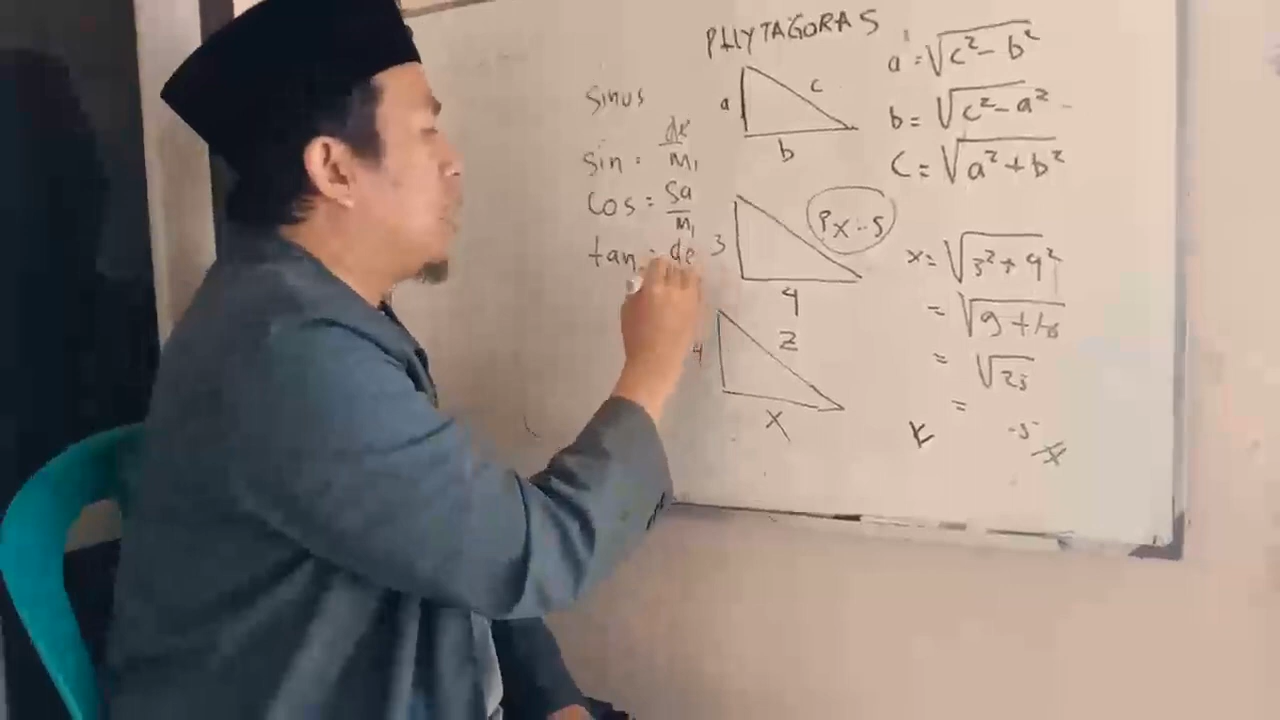 PHYTAGORAS
a
c
b
a = √c² - b²
b = √c² - a²
C = √a² + b²
Sinus
sin = de/mi
Cos = Sa/mi
tan = de
3
4
?x = 5
x = √3² + 4²
= √9 + 16
= √25
= 5
4
Z
X